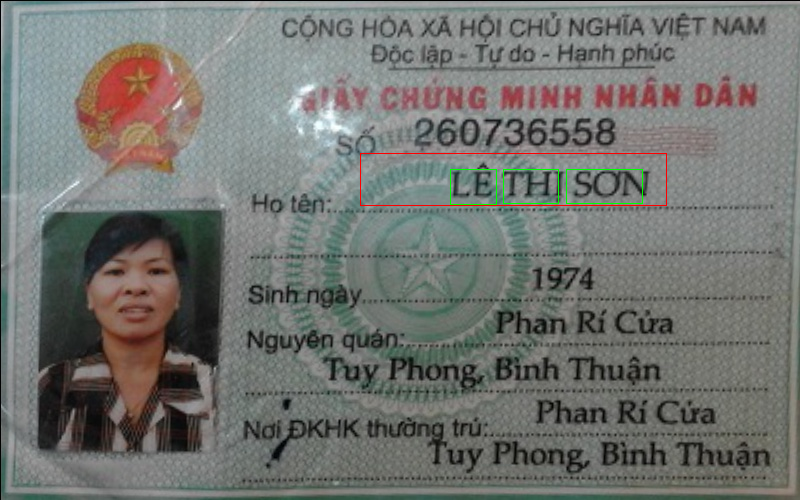 CỘNG HÒA XÃ HỘI CHỦ NGHĨA VIỆT NAM
Độc lập - Tự do - Hạnh phúc
GIẤY CHỨNG MINH NHÂN DÂN
SỐ 260736558
Họ tên: LÊ THỊ SƠN
Sinh ngày 1974
Nguyên quán: Phan Rí Cửa
Tuy Phong, Bình Thuận
Nơi ĐKHK thường trú: Phan Rí Cửa
Tuy Phong, Bình Thuận